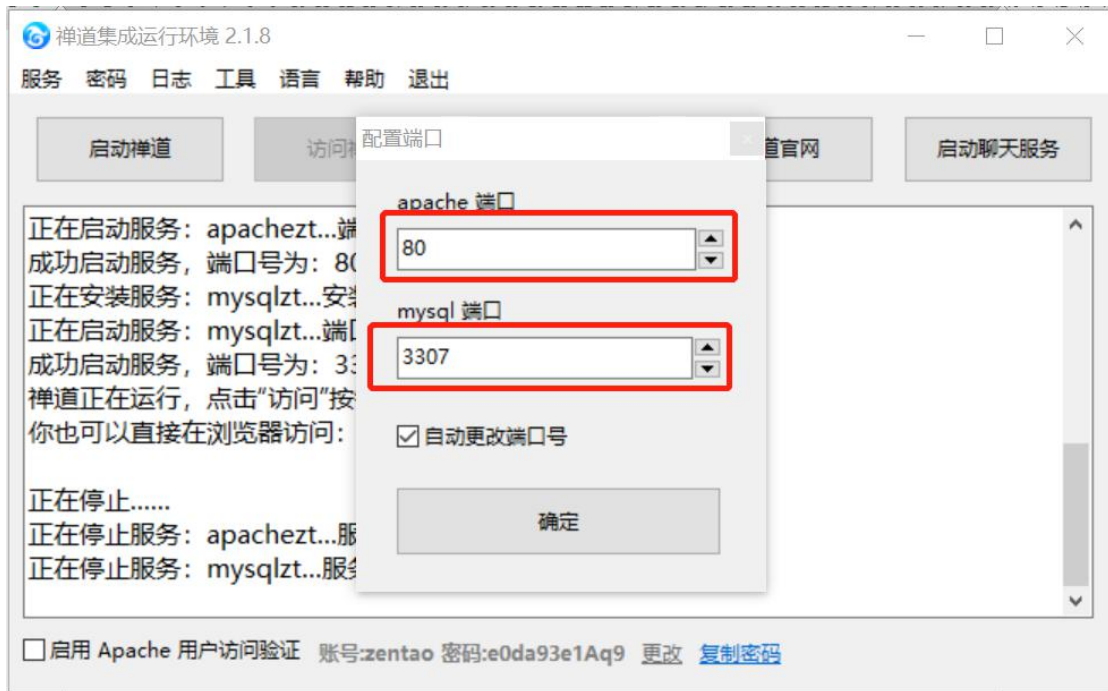 禅道集成运行环境 2.1.8
服务 密码 日志 工具 语言 帮助 退出
启动禅道 访问 配置端口 道官网 启动聊天服务
apache 端口
80
mysql 端口
3307
自动更改端口号
确定
正在启动服务：apachezt...端
成功启动服务，端口号为：80
正在安装服务：mysqlzt...安
正在启动服务：mysqlzt...端
成功启动服务，端口号为：33
禅道正在运行，点击“访问”按
你也可以直接在浏览器访问：
正在停止......
正在停止服务：apachezt...服
正在停止服务：mysqlzt...服
启用 Apache 用户访问验证 账号:zentao 密码:e0da93e1Aq9 更改 复制密码